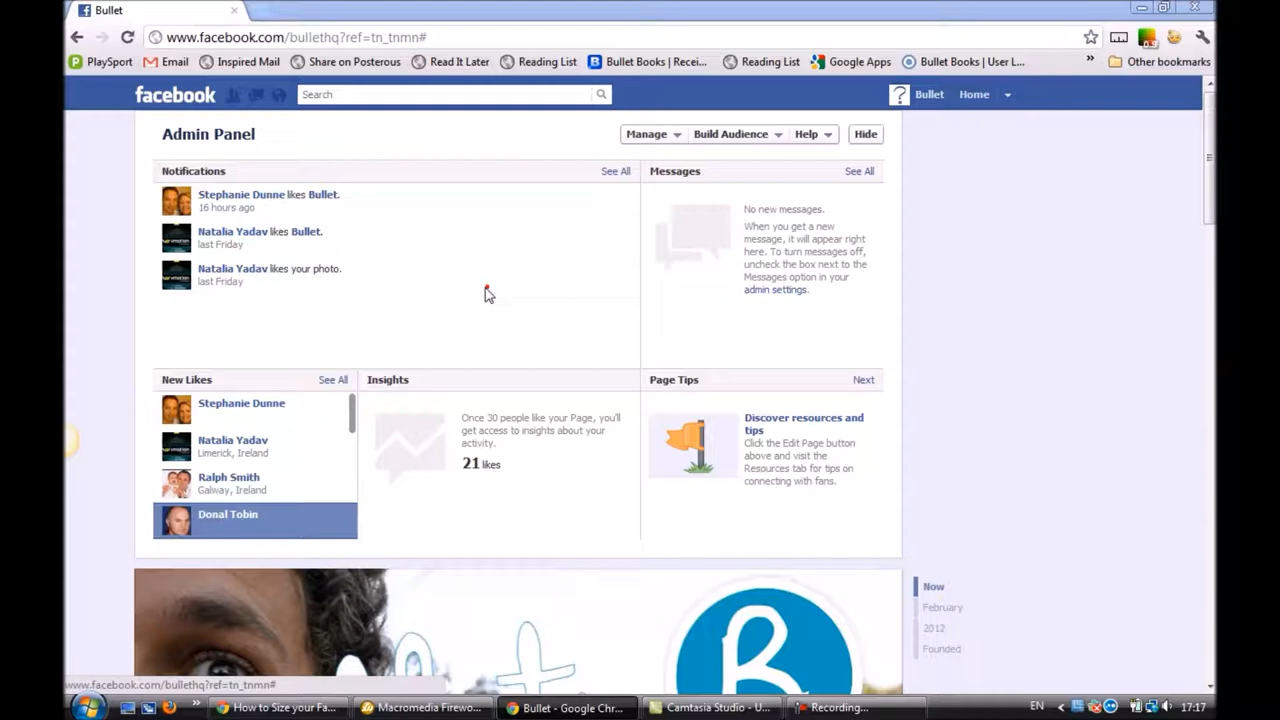 Bullet
www.facebook.com/bullethq?ref=tn_tnmn#
PlaySport
Email
Inspired Mail
Share on Posterous
Read It Later
Reading List
Bullet Books | Recei...
Reading List
Google Apps
Bullet Books | User L...
Other bookmarks
facebook
Search
Bullet
Home
Admin Panel
Manage
Build Audience
Help
Hide
Notifications
See All
Stephanie Dunne likes Bullet.
16 hours ago
Natalia Yadav likes Bullet.
last Friday
Natalia Yadav likes your photo.
last Friday
Messages
See All
No new messages.
When you get a new
message, it will appear right
here. To turn messages off,
uncheck the box next to the
Messages option in your
admin settings.
New Likes
See All
Stephanie Dunne
Natalia Yadav
Limerick, Ireland
Ralph Smith
Galway, Ireland
Donal Tobin
Insights
Once 30 people like your Page, you'll
get access to insights about your
activity.
21 likes
Page Tips
Next
Discover resources and
tips
Click the Edit Page button
above and visit the
Resources tab for tips on
connecting with fans.
B
Now
February
2012
Founded
www.facebook.com/bullethq?ref=tn_tnmn#
How to Size your Fa...
Macromedia Firewo...
Bullet - Google Chr...
Camtasia Studio - U...
Recording...
EN
17:17